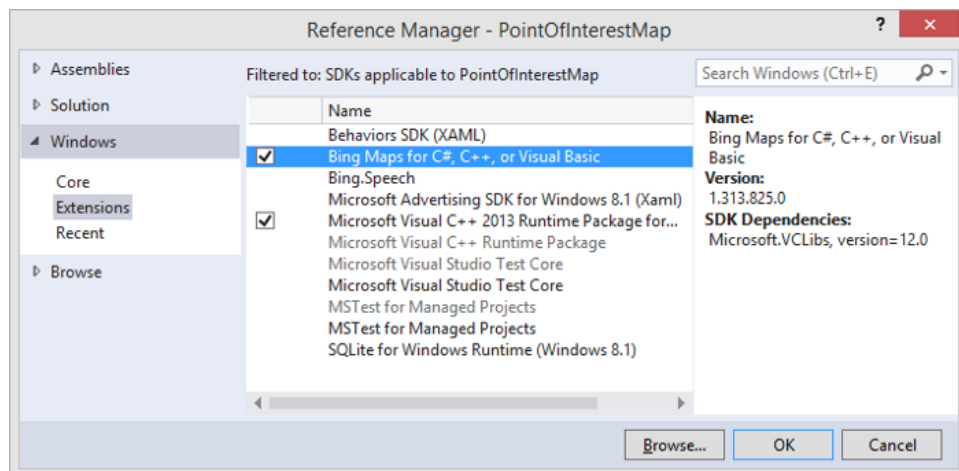 Reference Manager - PointOfInterestMap
?
×
Assemblies
Solution
Windows
Core
Extensions
Recent
Browse
Filtered to: SDKs applicable to PointOfInterestMap
Search Windows (Ctrl+E)
Name
Behaviors SDK (XAML)
Bing Maps for C#, C++, or Visual Basic
Bing.Speech
Microsoft Advertising SDK for Windows 8.1 (Xaml)
Microsoft Visual C++ 2013 Runtime Package for...
Microsoft Visual C++ Runtime Package
Microsoft Visual Studio Test Core
Microsoft Visual Studio Test Core
MSTest for Managed Projects
MSTest for Managed Projects
SQLite for Windows Runtime (Windows 8.1)
Name:
Bing Maps for C#, C++, or Visual
Basic
Version:
1.313.825.0
SDK Dependencies:
Microsoft.VCLibs, version=12.0
Browse...
OK
Cancel